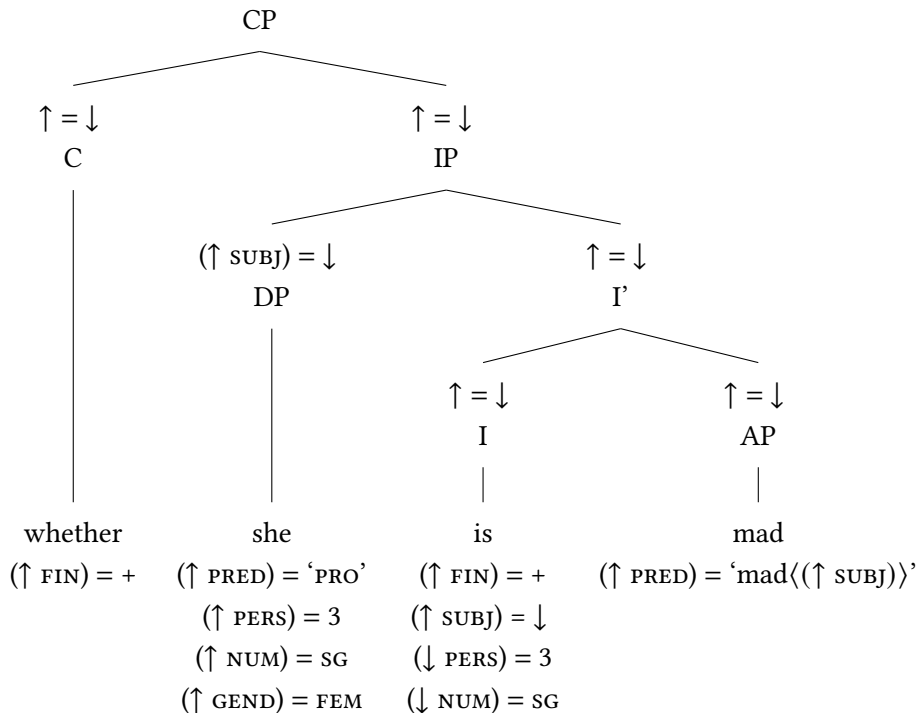 CP
↑ = ↓ ↑ = ↓
C IP
(↑ SUBJ) = ↓ ↑ = ↓
DP I’
↑ = ↓ ↑ = ↓
I AP
whether she is mad
(↑ FIN) = + (↑ PRED) = ‘PRO’ (↑ FIN) = + (↑ PRED) = ‘mad⟨(↑ SUBJ)⟩’
(↑ PERS) = 3 (↑ SUBJ) = ↓
(↑ NUM) = SG (↓ PERS) = 3
(↑ GEND) = FEM (↓ NUM) = SG